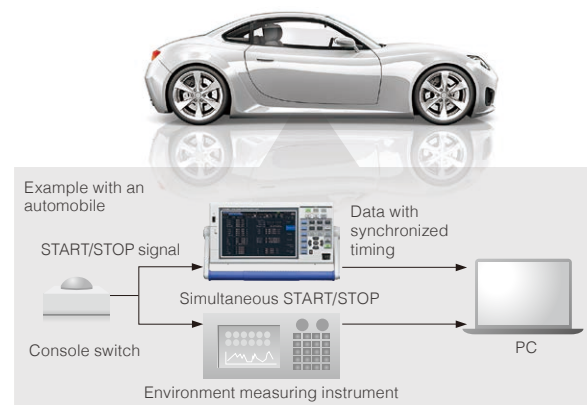 Example with an
automobile
START/STOP signal
Data with
synchronized
timing
Simultaneous START/STOP
Console switch
PC
Environment measuring instrument